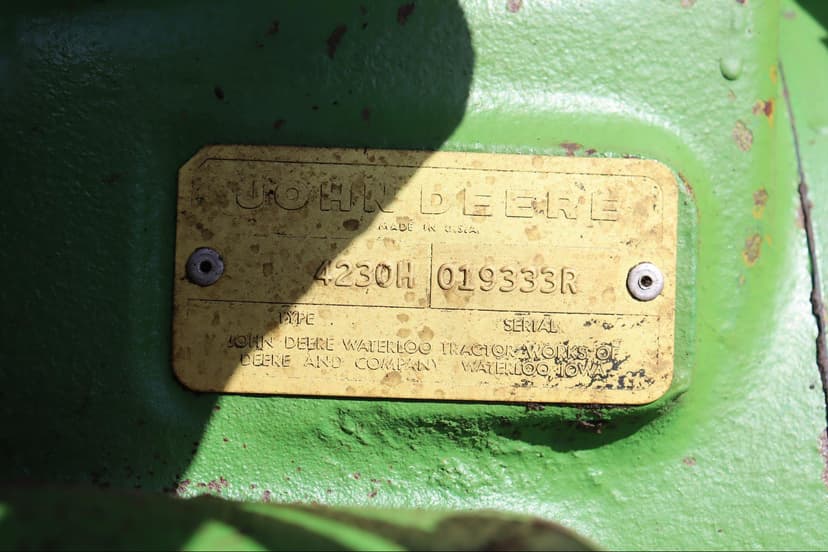 JOHN DEERE
MADE IN U.S.A.
4230H 019333R
TYPE SERIAL
JOHN DEERE WATERLOO TRACTOR WORKS OF
DEERE AND COMPANY WATERLOO, IOWA